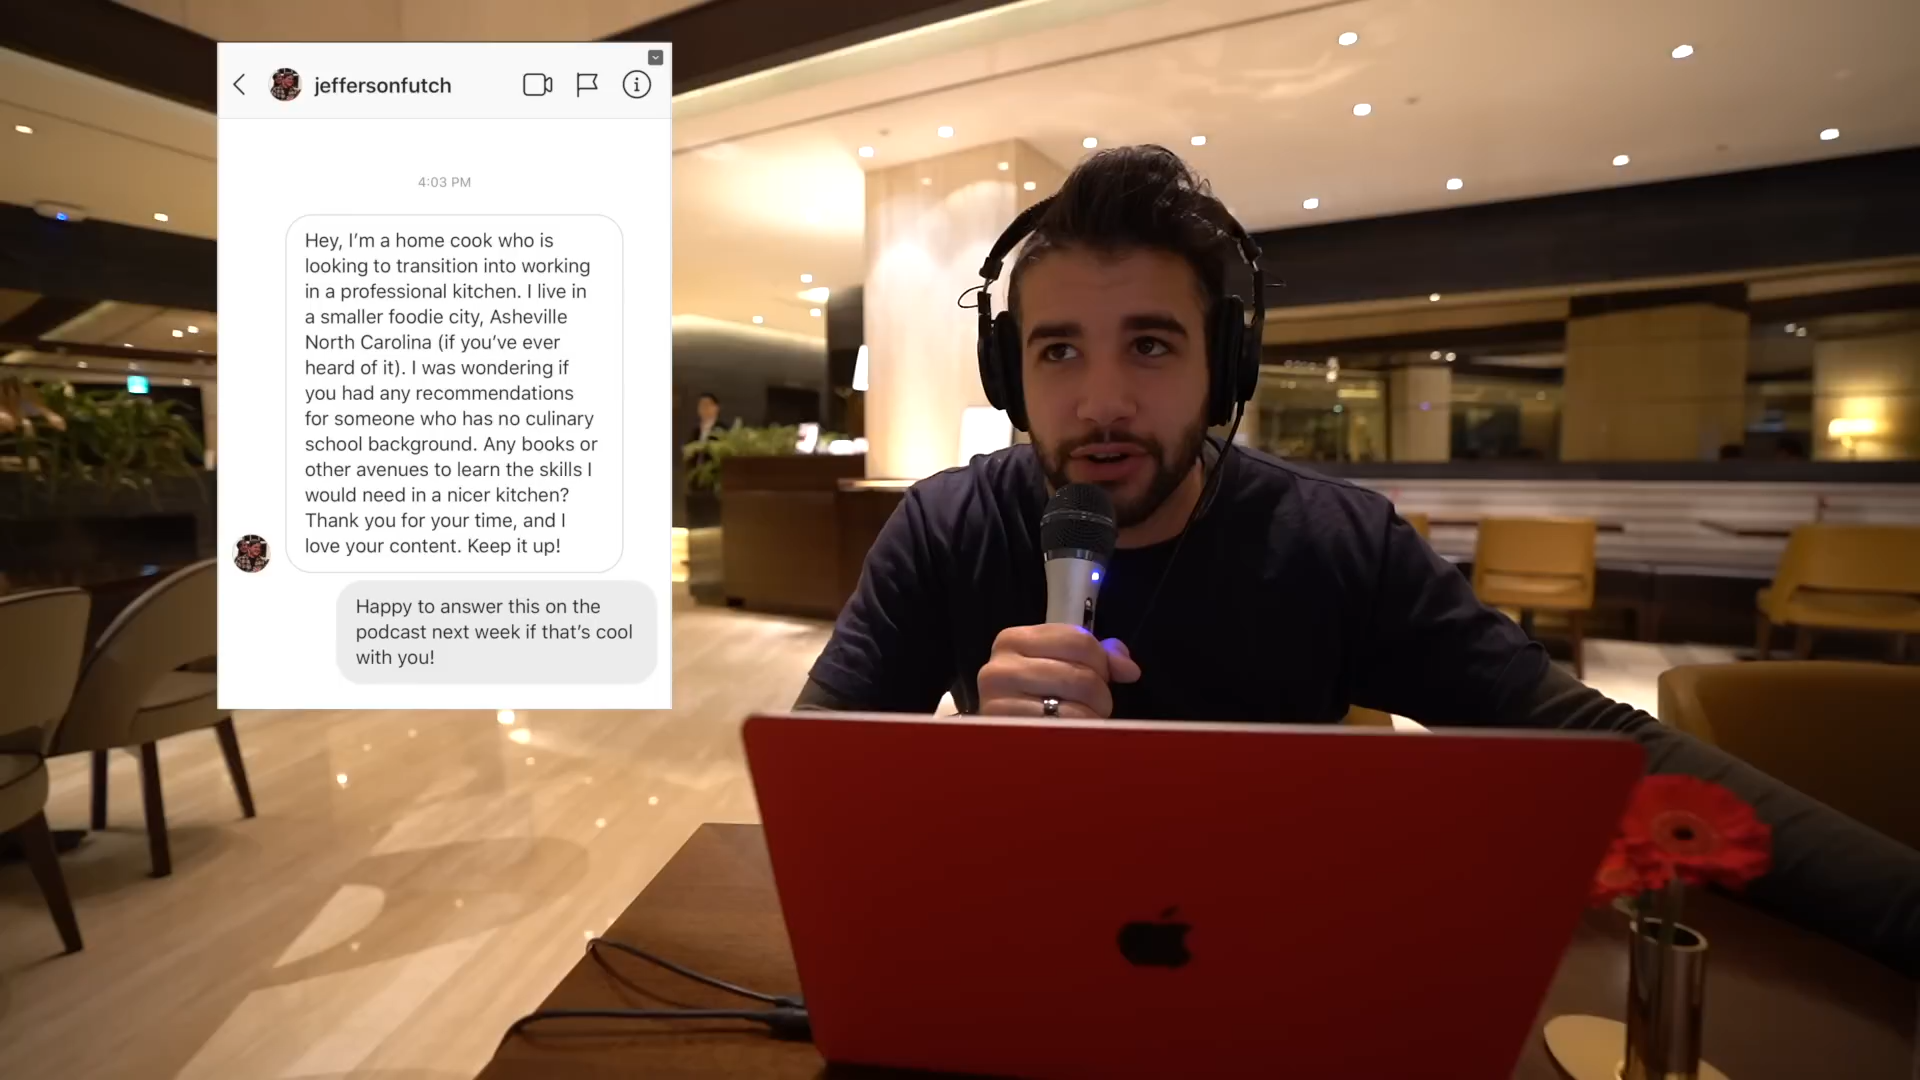 jeffersonfutch
4:03 PM
Hey, I’m a home cook who is
looking to transition into working
in a professional kitchen. I live in
a smaller foodie city, Asheville
North Carolina (if you’ve ever
heard of it). I was wondering if
you had any recommendations
for someone who has no culinary
school background. Any books or
other avenues to learn the skills I
would need in a nicer kitchen?
Thank you for your time, and I
love your content. Keep it up!
Happy to answer this on the
podcast next week if that’s cool
with you!